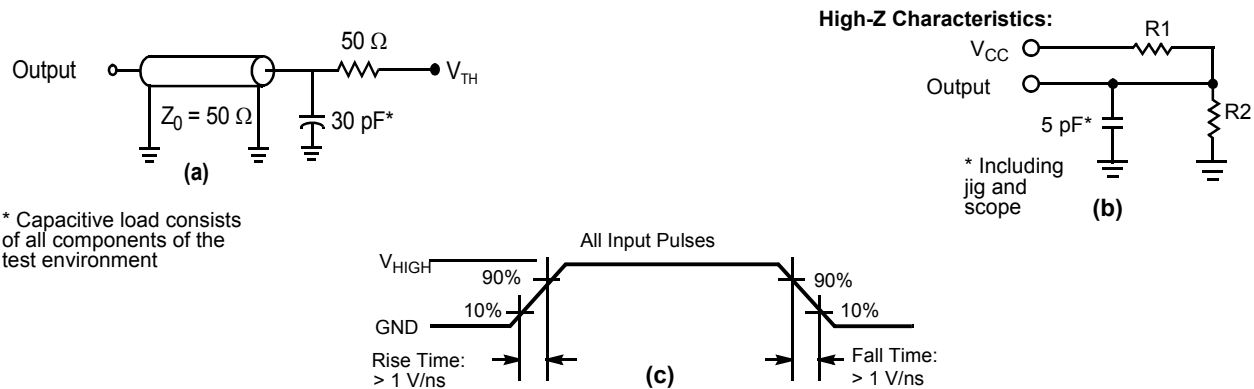 50 Ω
Output
V_TH
Z_0 = 50 Ω
30 pF*
(a)
* Capacitive load consists
of all components of the
test environment
High-Z Characteristics:
R1
V_CC
Output
R2
5 pF*
* Including
jig and
scope
(b)
All Input Pulses
V_HIGH
90%
90%
10%
10%
GND
Rise Time:
> 1 V/ns
(c)
Fall Time:
> 1 V/ns